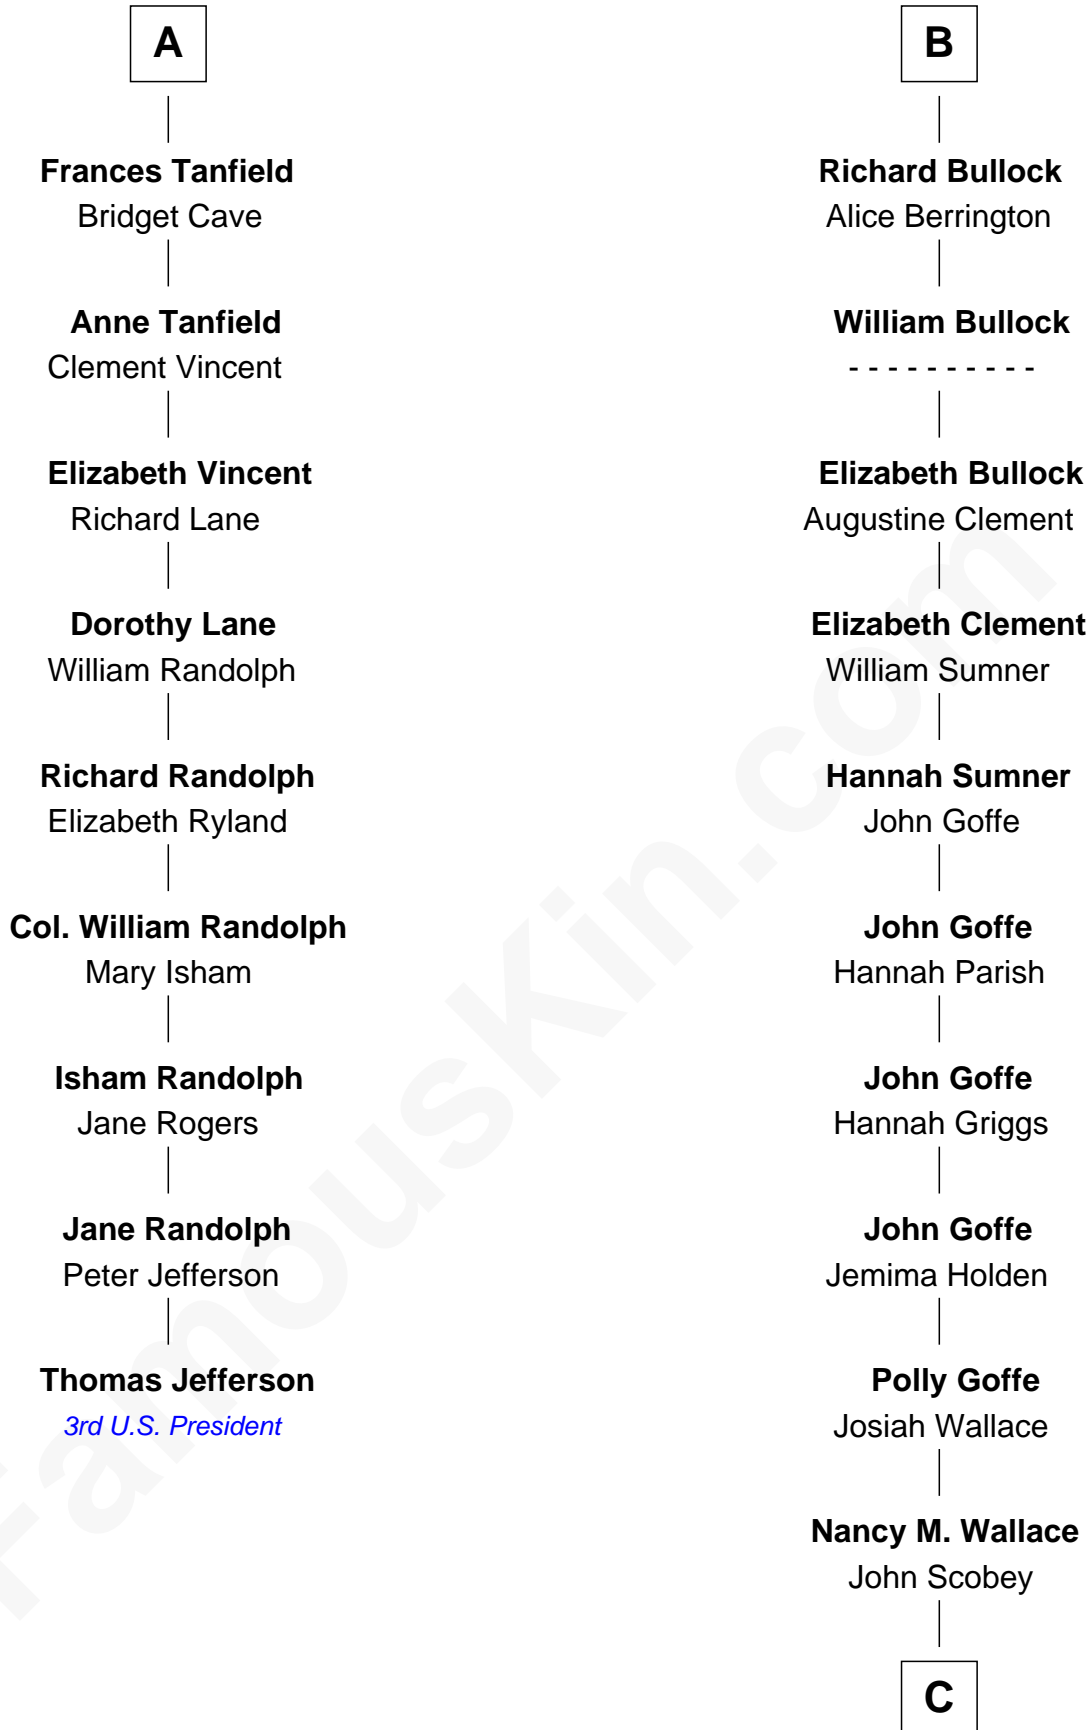 A
Frances Tanfield
Bridget Cave
Anne Tanfield
Clement Vincent
Elizabeth Vincent
Richard Lane
Dorothy Lane
William Randolph
Richard Randolph
Elizabeth Ryland
Col. William Randolph
Mary Isham
Isham Randolph
Jane Rogers
Jane Randolph
Peter Jefferson
Thomas Jefferson
3rd U.S. President
B
Richard Bullock
Alice Berrington
William Bullock
- - - - - - - - - -
Elizabeth Bullock
Augustine Clement
Elizabeth Clement
William Sumner
Hannah Sumner
John Goffe
John Goffe
Hannah Parish
John Goffe
Hannah Griggs
John Goffe
Jemima Holden
Polly Goffe
Josiah Wallace
Nancy M. Wallace
John Scobey
C
FamousKin.com